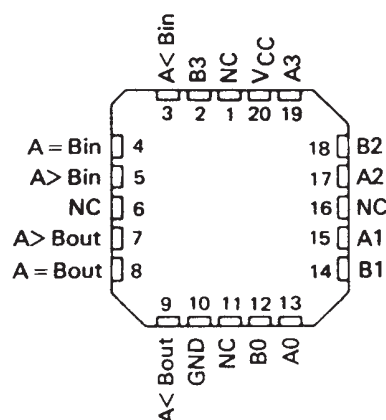 A< Bin
B3
NC
VCC
A3
3 2 1 20 19
A = Bin 4
A> Bin 5
NC 6
A> Bout 7
A = Bout 8
18 B2
17 A2
16 NC
15 A1
14 B1
9 10 11 12 13
A< Bout
GND
NC
B0
A0